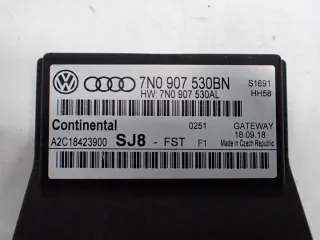 7N0 907 530BN S1691
HW: 7N0 907 530AL HH58
Continental 0251 GATEWAY
18.09.18
A2C18423900 SJ8 - FST F1 Made in Czech Republic